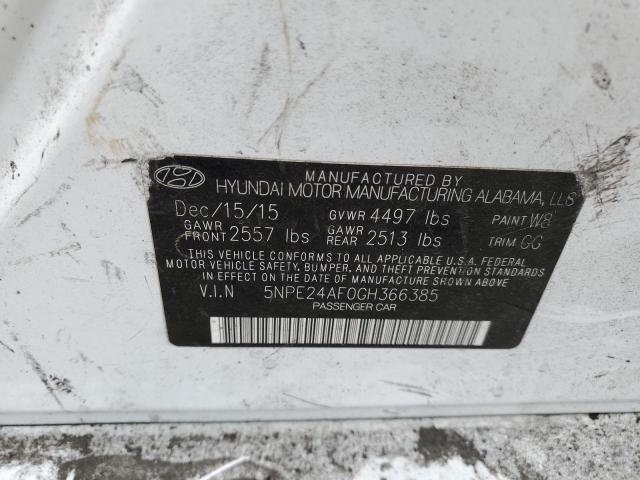 MANUFACTURED BY
HYUNDAI MOTOR MANUFACTURING ALABAMA, LLC
Dec/15/15 GVWR 4497 lbs PAINT W8
GAWR FRONT 2557 lbs GAWR REAR 2513 lbs TRIM GG
THIS VEHICLE CONFORMS TO ALL APPLICABLE U.S.A. FEDERAL
MOTOR VEHICLE SAFETY, BUMPER, AND THEFT PREVENTION STANDARDS
IN EFFECT ON THE DATE OF MANUFACTURE SHOWN ABOVE.
V.I.N 5NPE24AF0GH366385
PASSENGER CAR